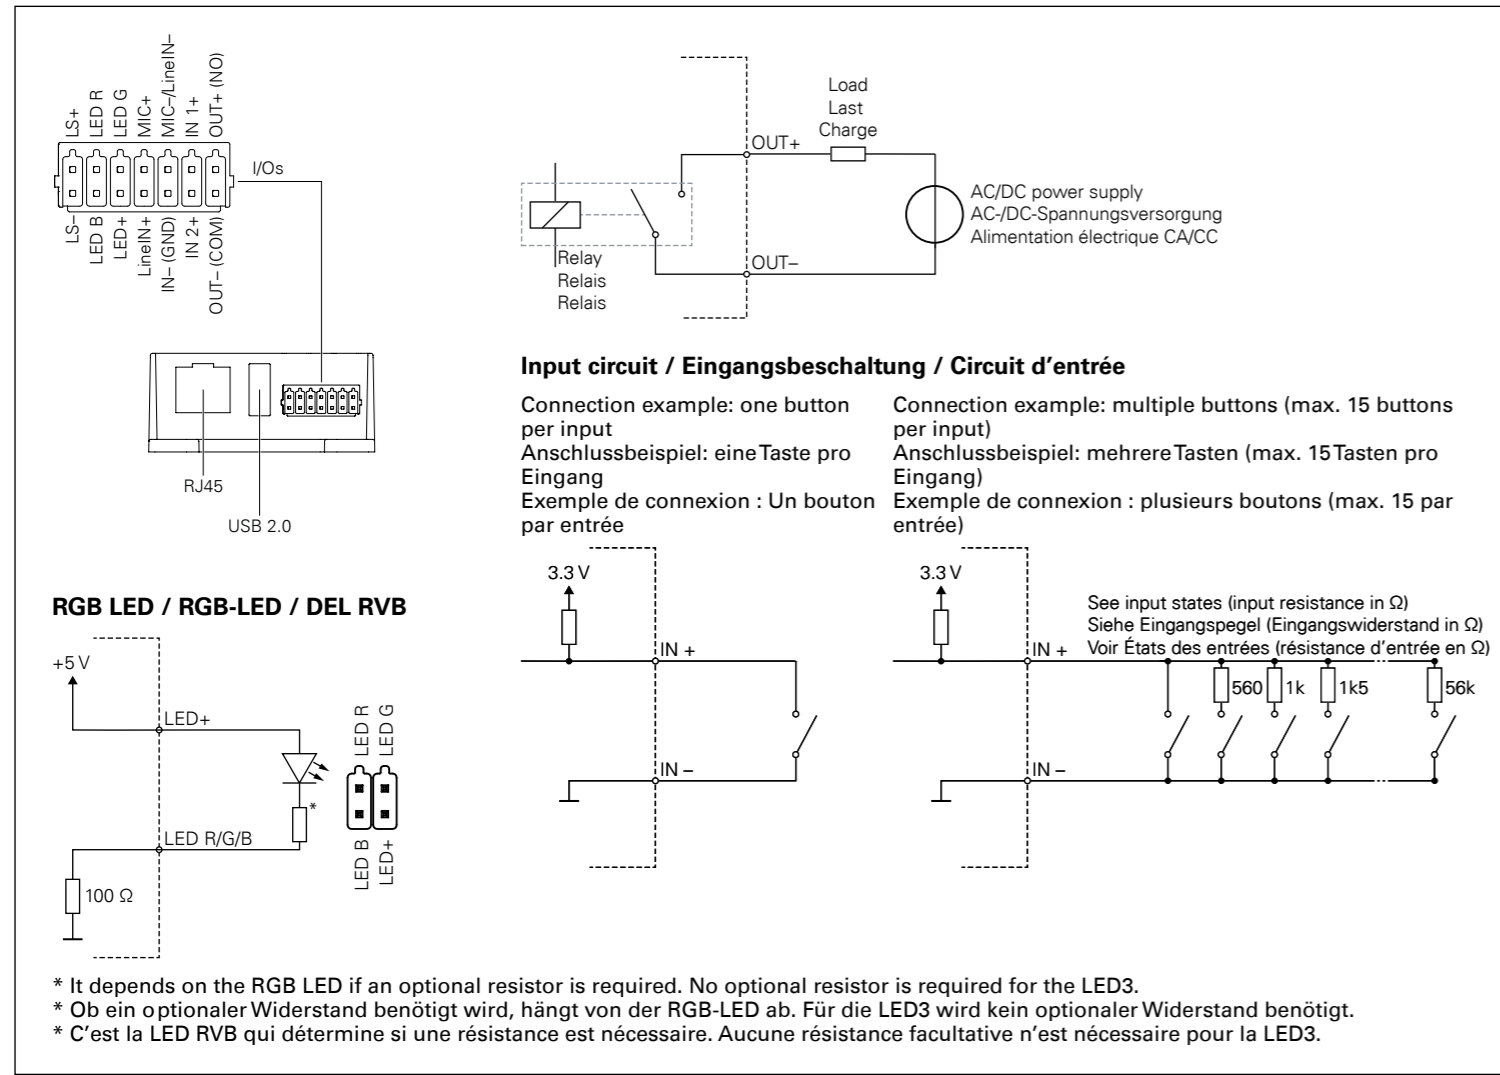 LS+
LED R
LED G
MIC+
MIC–/LineIN–
IN 1+
OUT+ (NO)
I/Os
LS–
LED B
LED+
LineIN+
IN– (GND)
IN 2+
OUT– (COM)
RJ45
USB 2.0
Load
Last
Charge
OUT+
AC/DC power supply
AC-/DC-Spannungsversorgung
Alimentation électrique CA/CC
Relay
Relais
Relais
OUT–
Input circuit / Eingangsbeschaltung / Circuit d’entrée
Connection example: one button
per input
Anschlussbeispiel: eine Taste pro
Eingang
Exemple de connexion : Un bouton
par entrée
Connection example: multiple buttons (max. 15 buttons
per input)
Anschlussbeispiel: mehrere Tasten (max. 15 Tasten pro
Eingang)
Exemple de connexion : plusieurs boutons (max. 15 par
entrée)
3.3 V
IN +
IN –
3.3 V
See input states (input resistance in Ω)
Siehe Eingangspegel (Eingangswiderstand in Ω)
Voir États des entrées (résistance d’entrée en Ω)
IN +
560
1k
1k5
56k
IN –
RGB LED / RGB-LED / DEL RVB
+5 V
LED+
*
LED R/G/B
100 Ω
LED R
LED G
LED B
LED+
* It depends on the RGB LED if an optional resistor is required. No optional resistor is required for the LED3.
* Ob ein optionaler Widerstand benötigt wird, hängt von der RGB-LED ab. Für die LED3 wird kein optionaler Widerstand benötigt.
* C’est la LED RVB qui détermine si une résistance est nécessaire. Aucune résistance facultative n’est nécessaire pour la LED3.